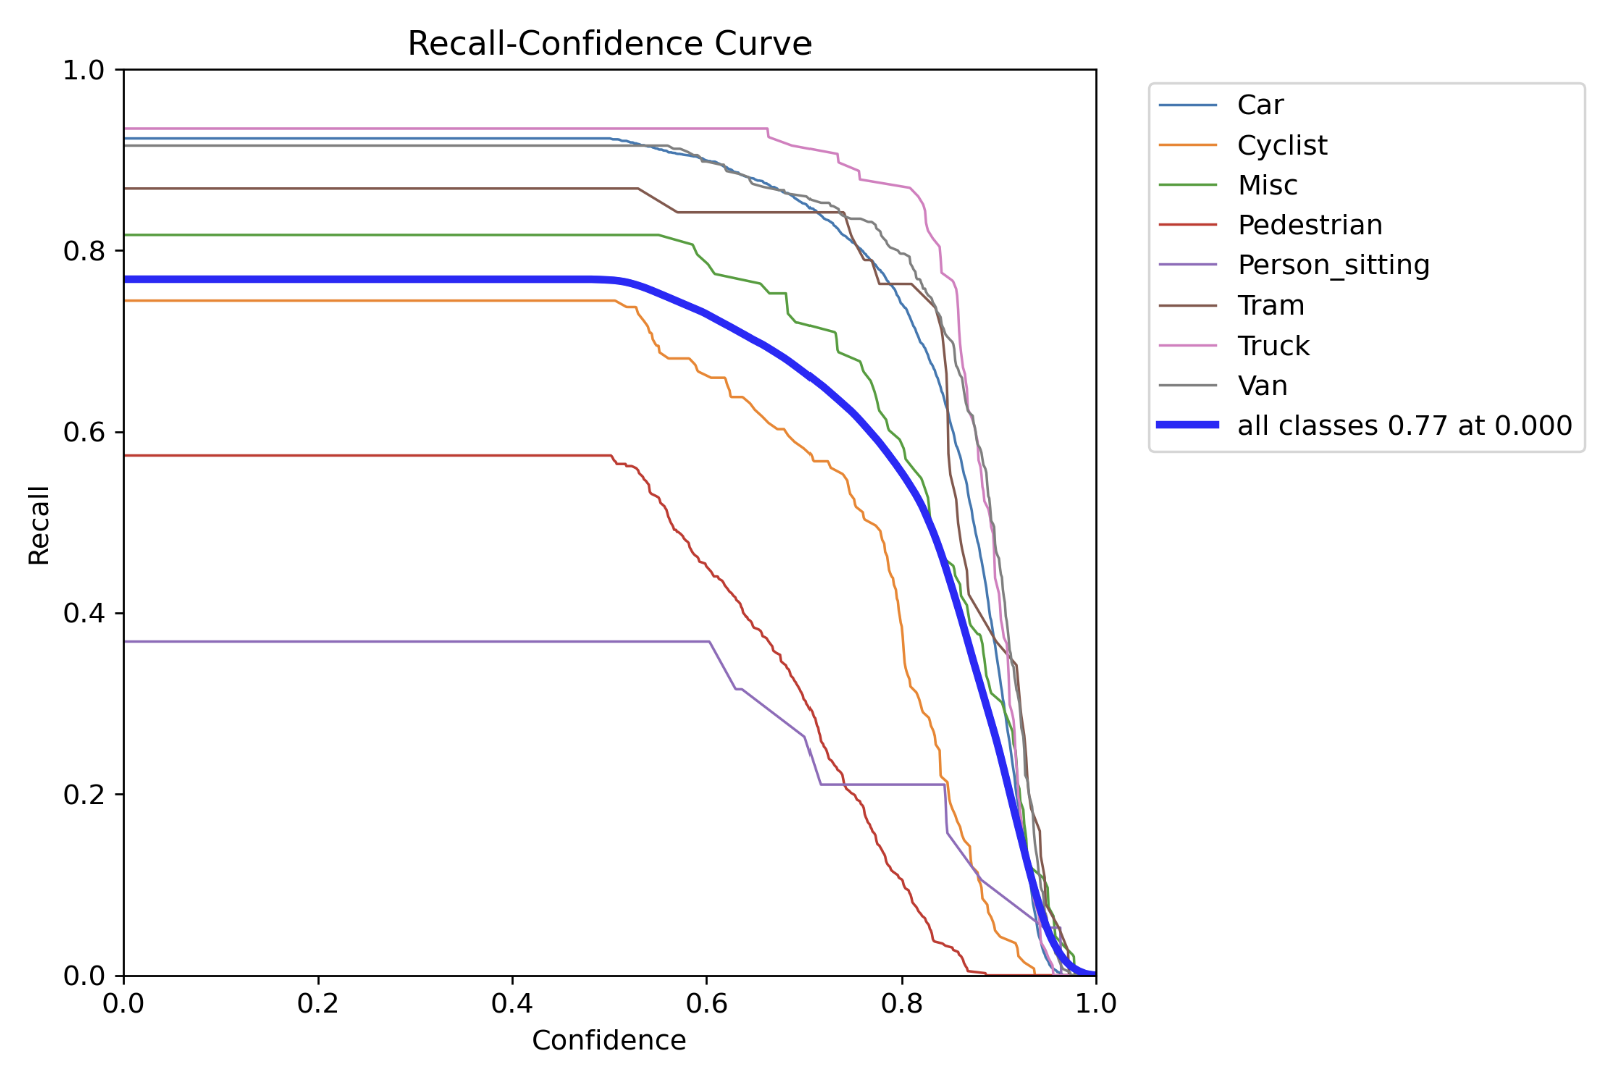 Recall-Confidence Curve
1.0
0.8
0.6
0.4
0.2
0.0
Recall
0.0 0.2 0.4 0.6 0.8 1.0
Confidence
Car
Cyclist
Misc
Pedestrian
Person_sitting
Tram
Truck
Van
all classes 0.77 at 0.000